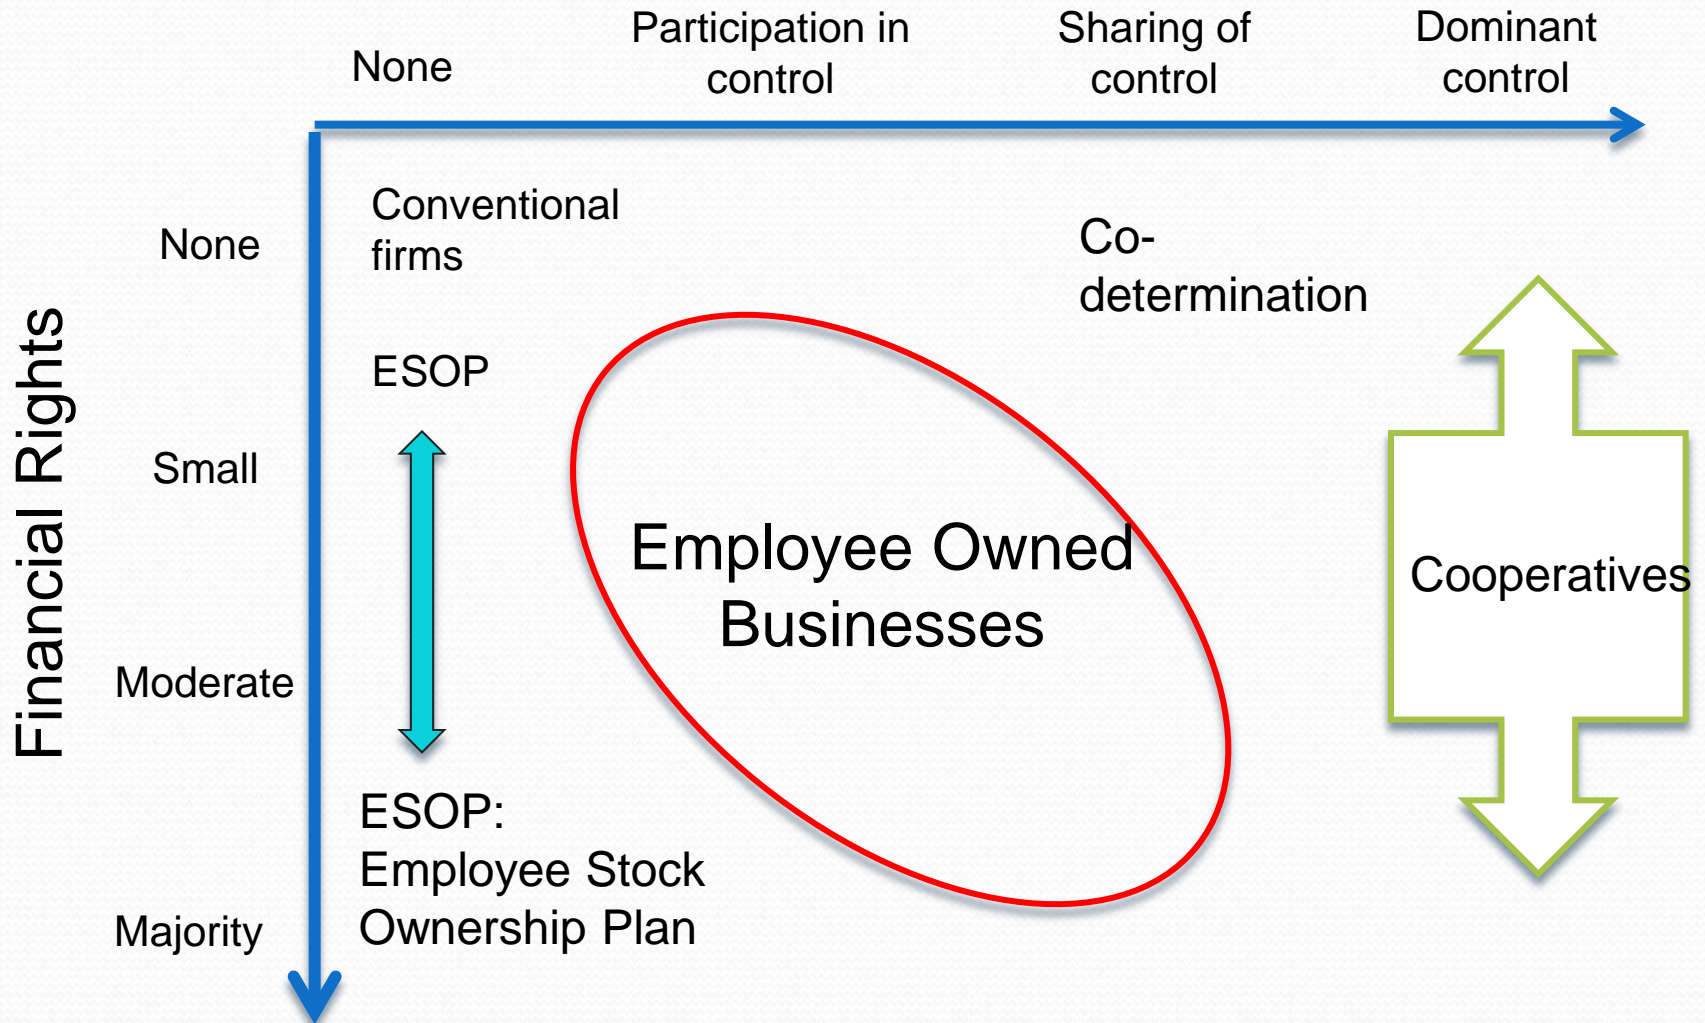 None
Participation in
control
Sharing of
control
Dominant
control
Financial Rights
None
Small
Moderate
Majority
Conventional
firms
Co-
determination
ESOP
Employee Owned
Businesses
Cooperatives
ESOP:
Employee Stock
Ownership Plan